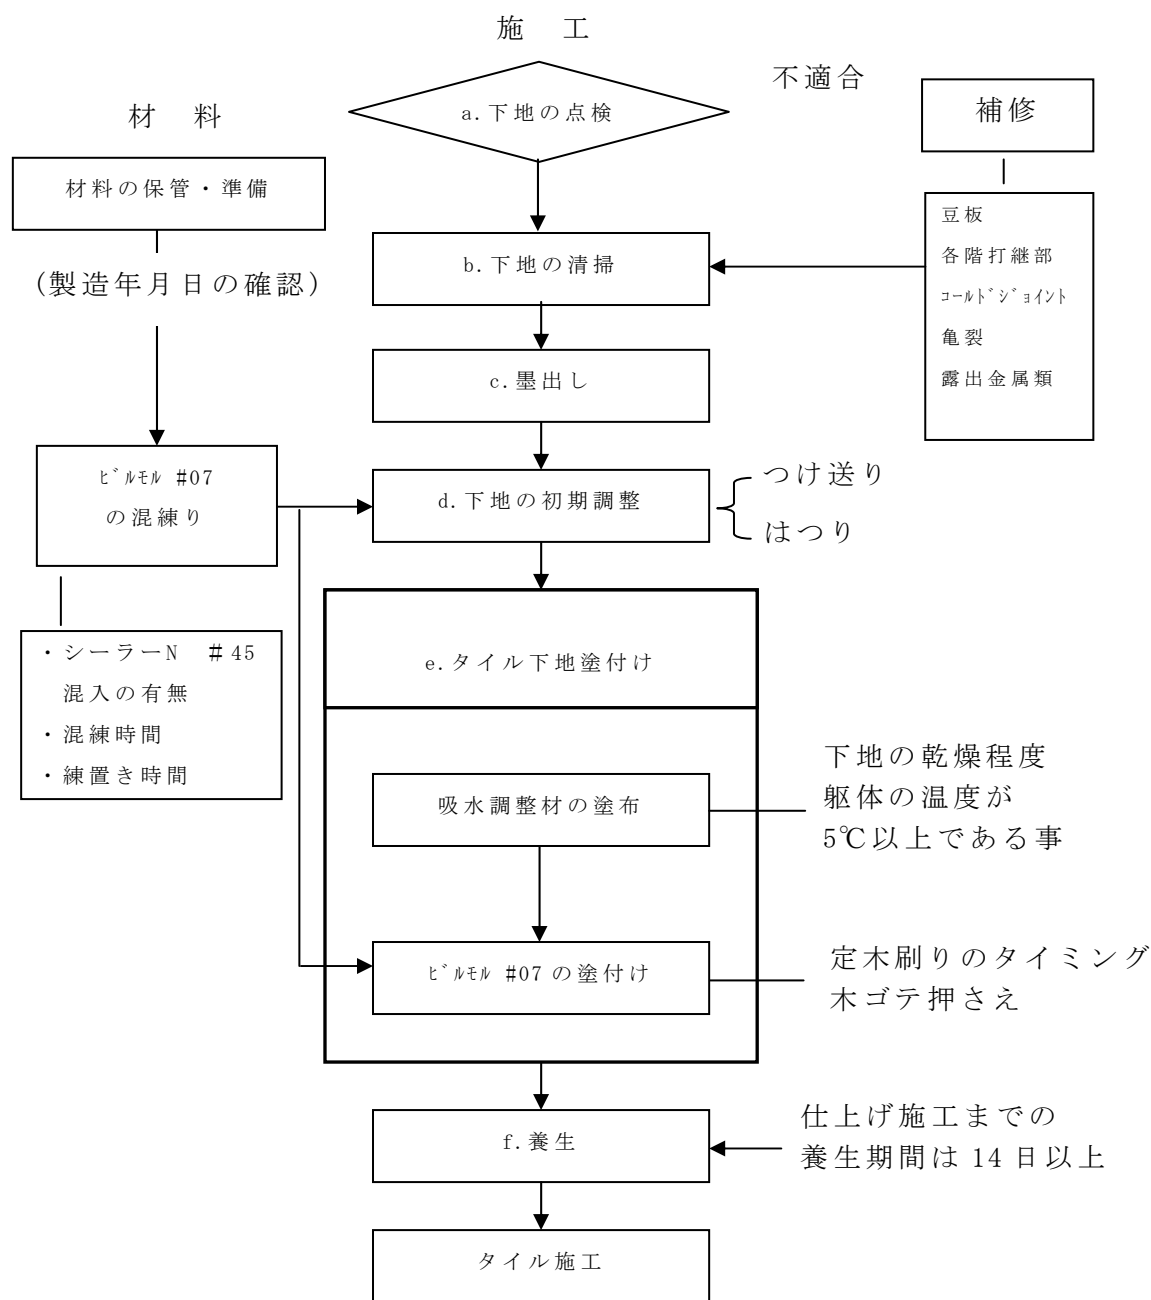 施　工
不適合
a.下地の点検
補修
材　料
材料の保管・準備
豆板
各階打継部
ｺｰﾙﾄﾞｼﾞｮｲﾝﾄ
亀裂
露出金属類
b.下地の清掃
(製造年月日の確認)
c.墨出し
ﾋﾞﾙﾓﾙ #07
の混練り
d.下地の初期調整
つけ送り
はつり
・シーラーN　＃45
混入の有無
・混練時間
・練置き時間
e.タイル下地塗付け
吸水調整材の塗布
下地の乾燥程度
躯体の温度が
5℃以上である事
ﾋﾞﾙﾓﾙ #07 の塗付け
定木刷りのタイミング
木ゴテ押さえ
f.養生
仕上げ施工までの
養生期間は 14 日以上
タイル施工